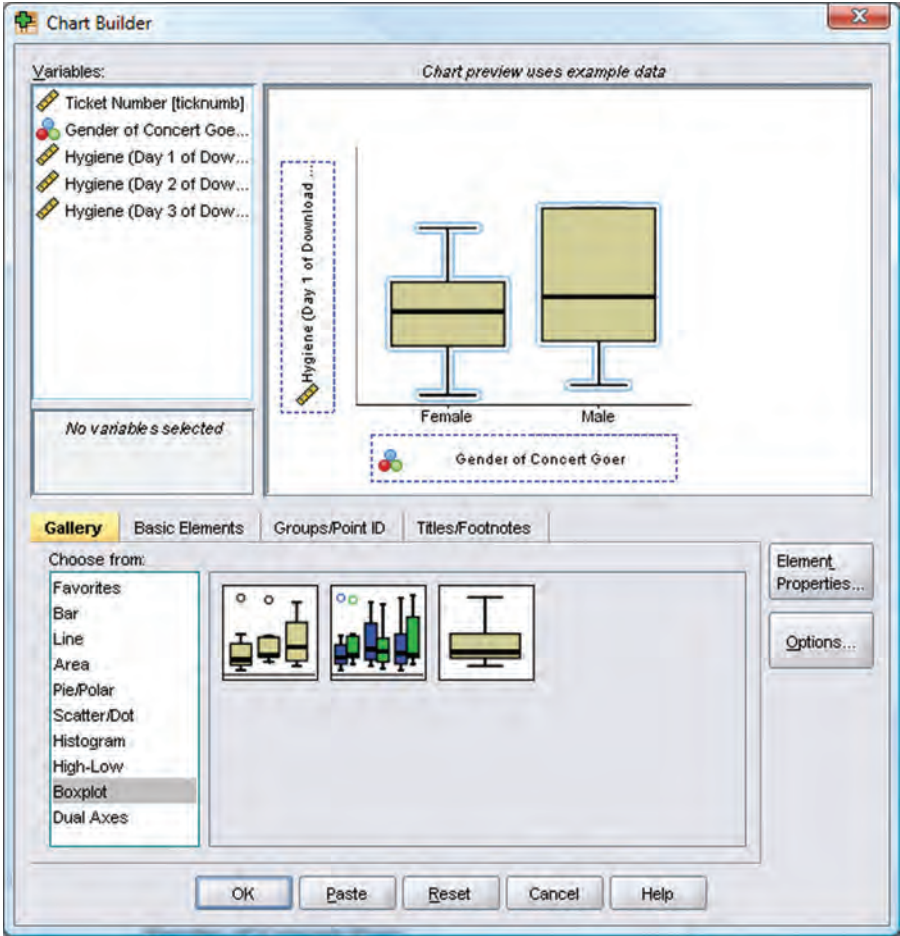 Chart Builder
Variables:
Chart preview uses example data
Ticket Number [ticknumb]
Gender of Concert Goe...
Hygiene (Day 1 of Dow...
Hygiene (Day 2 of Dow...
Hygiene (Day 3 of Dow...
No variables selected
Hygiene (Day 1 of Download ...
Female Male
Gender of Concert Goer
Gallery Basic Elements Groups/Point ID Titles/Footnotes
Choose from:
Favorites
Bar
Line
Area
Pie/Polar
Scatter/Dot
Histogram
High-Low
Boxplot
Dual Axes
Element
Properties...
Options...
OK Paste Reset Cancel Help